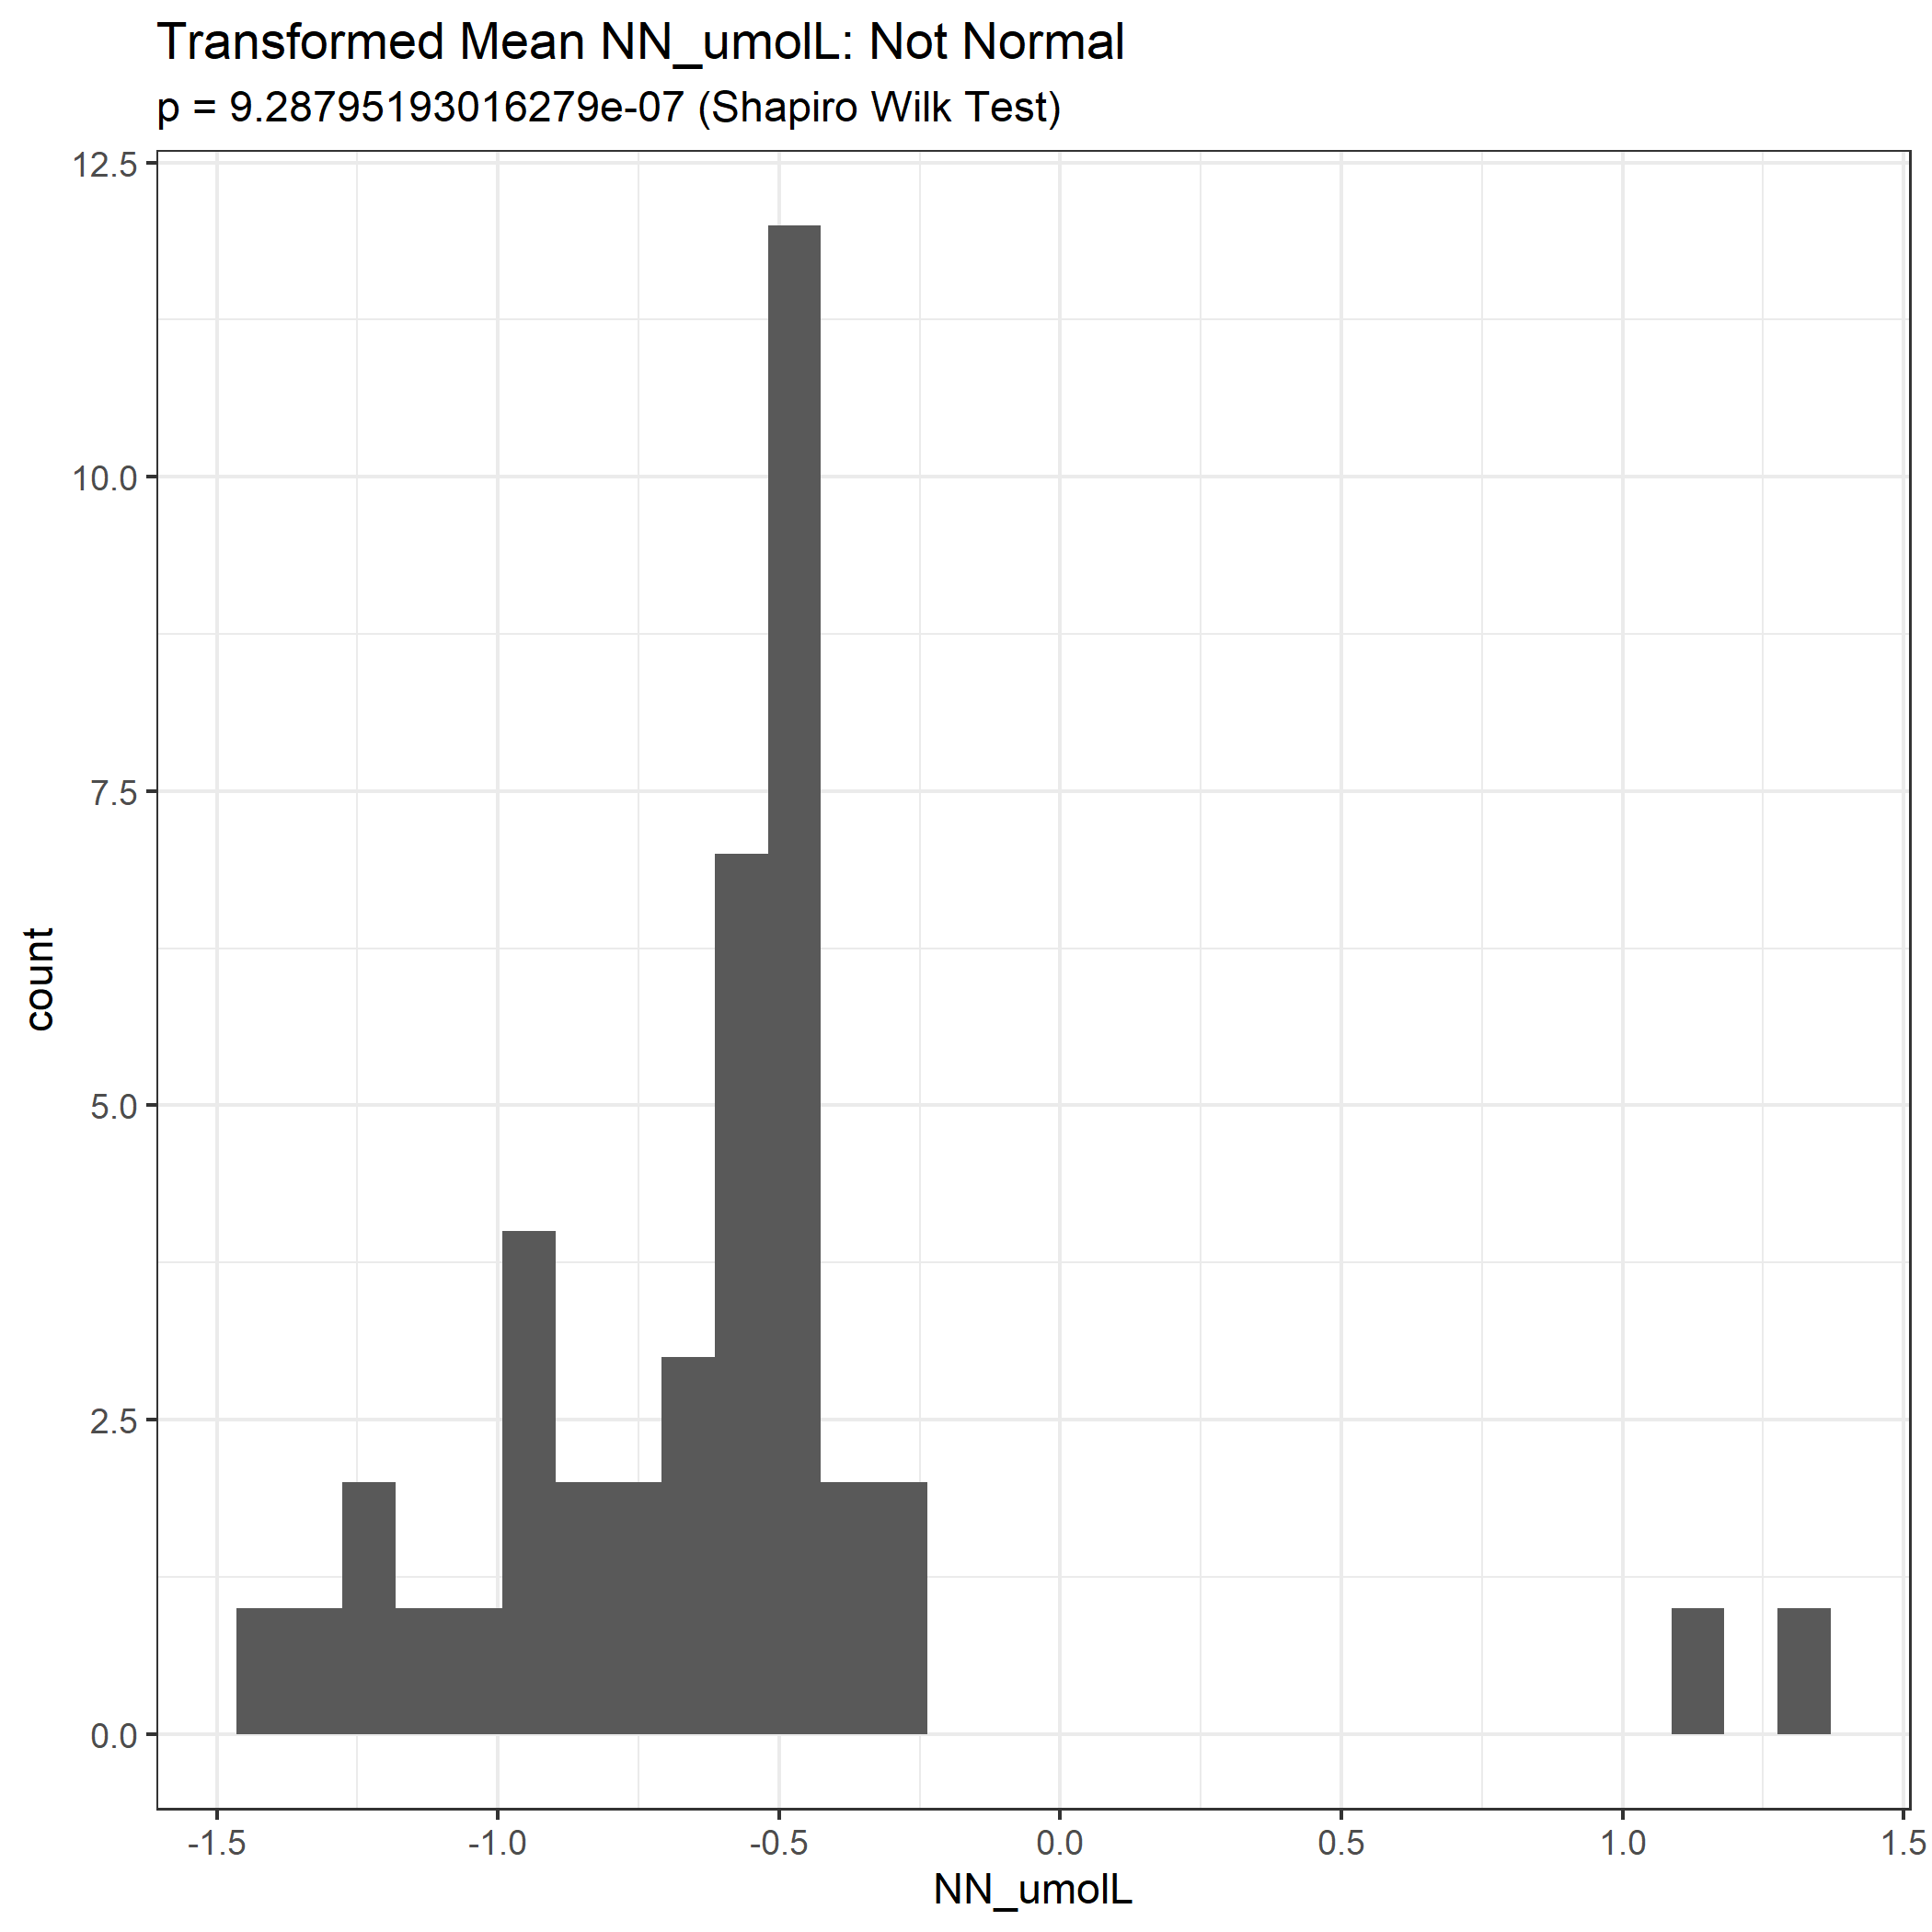 Transformed Mean NN_umolL: Not Normal
p = 9.28795193016279e-07 (Shapiro Wilk Test)
12.5
10.0
7.5
5.0
2.5
0.0
count
-1.5 -1.0 -0.5 0.0 0.5 1.0 1.5
NN_umolL